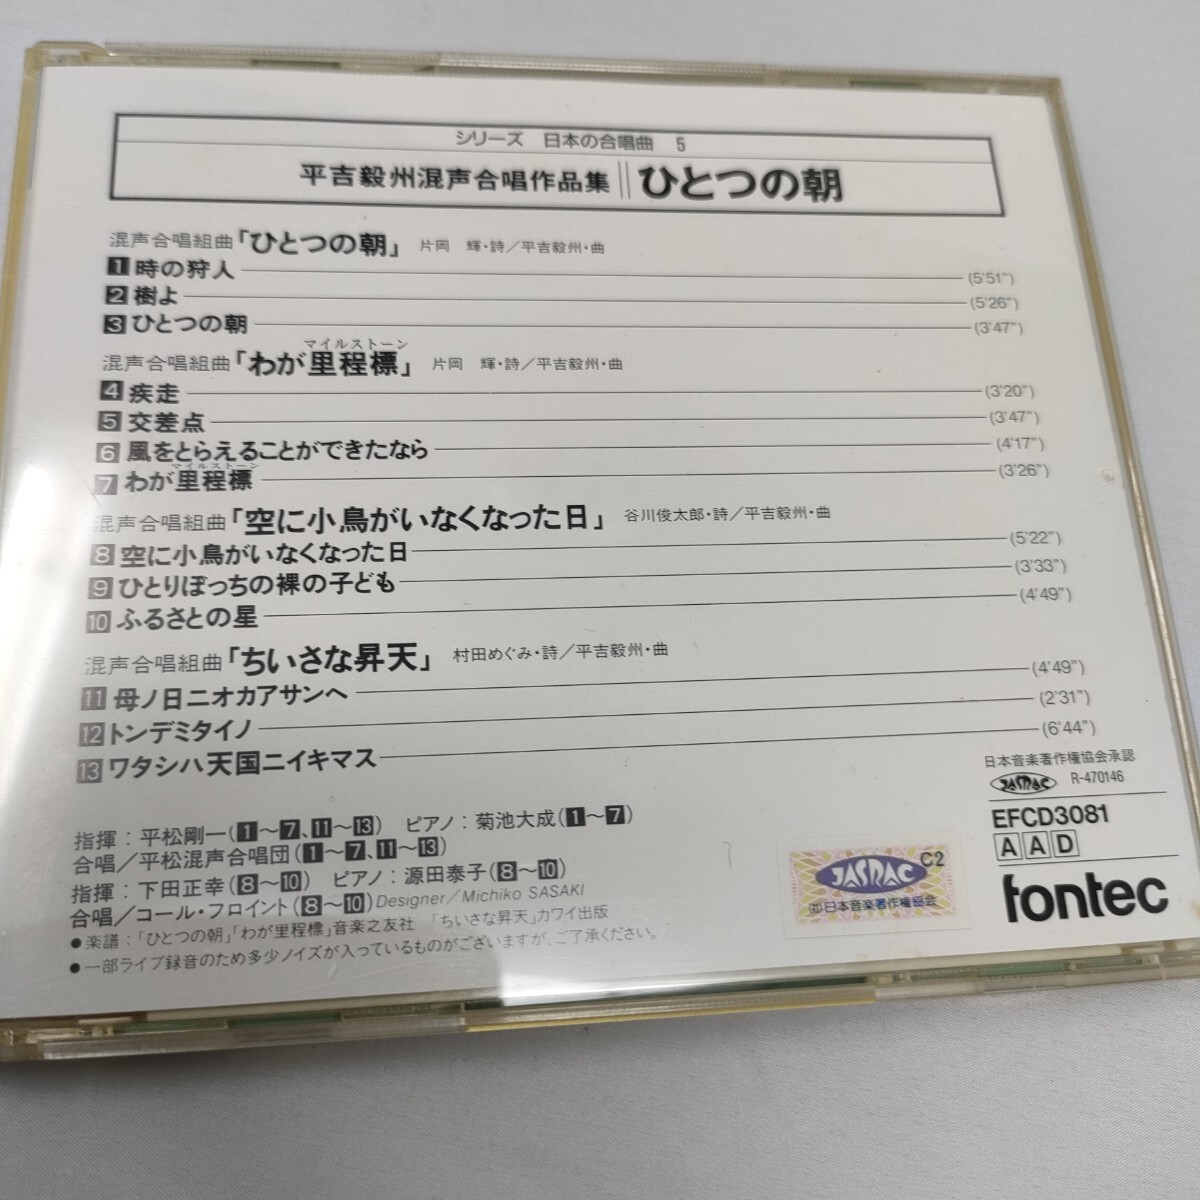 シリーズ 日本の合唱曲 5
平吉毅州混声合唱作品集 ひとつの朝
混声合唱組曲「ひとつの朝」 片岡 輝・詩／平吉毅州・曲
1 時の狩人 (5'51")
2 樹よ (5'26")
3 ひとつの朝 (3'47")
マイルストーン
混声合唱組曲「わが里程標」 片岡 輝・詩／平吉毅州・曲
4 疾走 (3'20")
5 交差点 (3'47")
6 風をとらえることができたなら (4'17")
マイルストーン
7 わが里程標 (3'26")
混声合唱組曲「空に小鳥がいなくなった日」 谷川俊太郎・詩／平吉毅州・曲
8 空に小鳥がいなくなった日 (5'22")
9 ひとりぼっちの裸の子ども (3'33")
10 ふるさとの星 (4'49")
混声合唱組曲「ちいさな昇天」 村田めぐみ・詩／平吉毅州・曲
11 母ノ日ニオカアサンヘ (4'49")
12 トンデミタイノ (2'31")
13 ワタシハ天国ニイキマス (6'44")
指揮：平松剛一(1〜7、11〜13) ピアノ：菊池大成(1〜7)
合唱／平松混声合唱団(1〜7、11〜13)
指揮：下田正幸(8〜10) ピアノ：源田泰子(8〜10)
合唱／コール・フロイント(8〜10) Designer／Michiko SASAKI
●楽譜：「ひとつの朝」「わが里程標」音楽之友社 「ちいさな昇天」カワイ出版
●一部ライブ録音のため多少ノイズが入っているものがございますが、ご了承ください。
日本音楽著作権協会承認
JASRAC R-470146
EFCD3081
AAD
fontec
C2
JASRAC
㈳日本音楽著作権協会